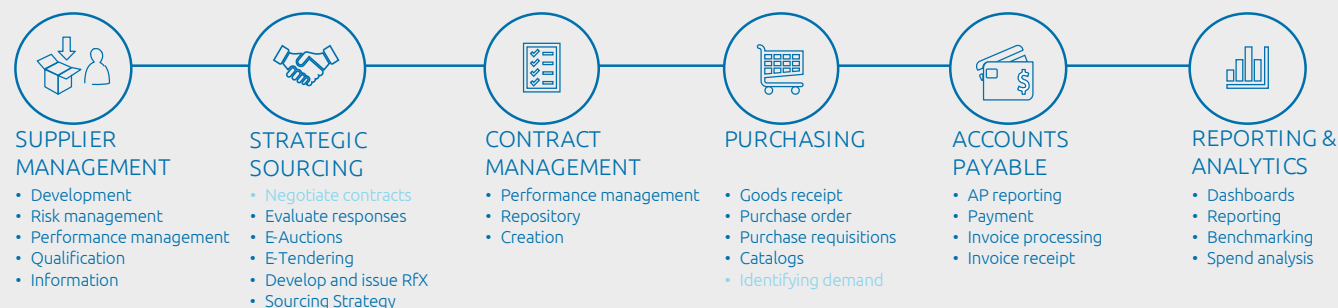 SUPPLIER
MANAGEMENT
• Development
• Risk management
• Performance management
• Qualification
• Information
STRATEGIC
SOURCING
• Negotiate contracts
• Evaluate responses
• E-Auctions
• E-Tendering
• Develop and issue RfX
• Sourcing Strategy
CONTRACT
MANAGEMENT
• Performance management
• Repository
• Creation
PURCHASING
• Goods receipt
• Purchase order
• Purchase requisitions
• Catalogs
• Identifying demand
$
ACCOUNTS
PAYABLE
• AP reporting
• Payment
• Invoice processing
• Invoice receipt
REPORTING &
ANALYTICS
• Dashboards
• Reporting
• Benchmarking
• Spend analysis